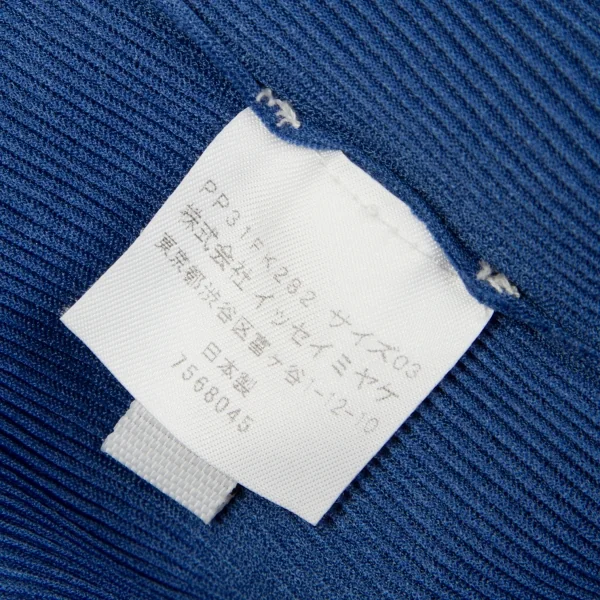 PP31FK262 サイズ03
株式会社 イッセイミヤケ
東京都渋谷区富ヶ谷1-12-10
日本製
7568045